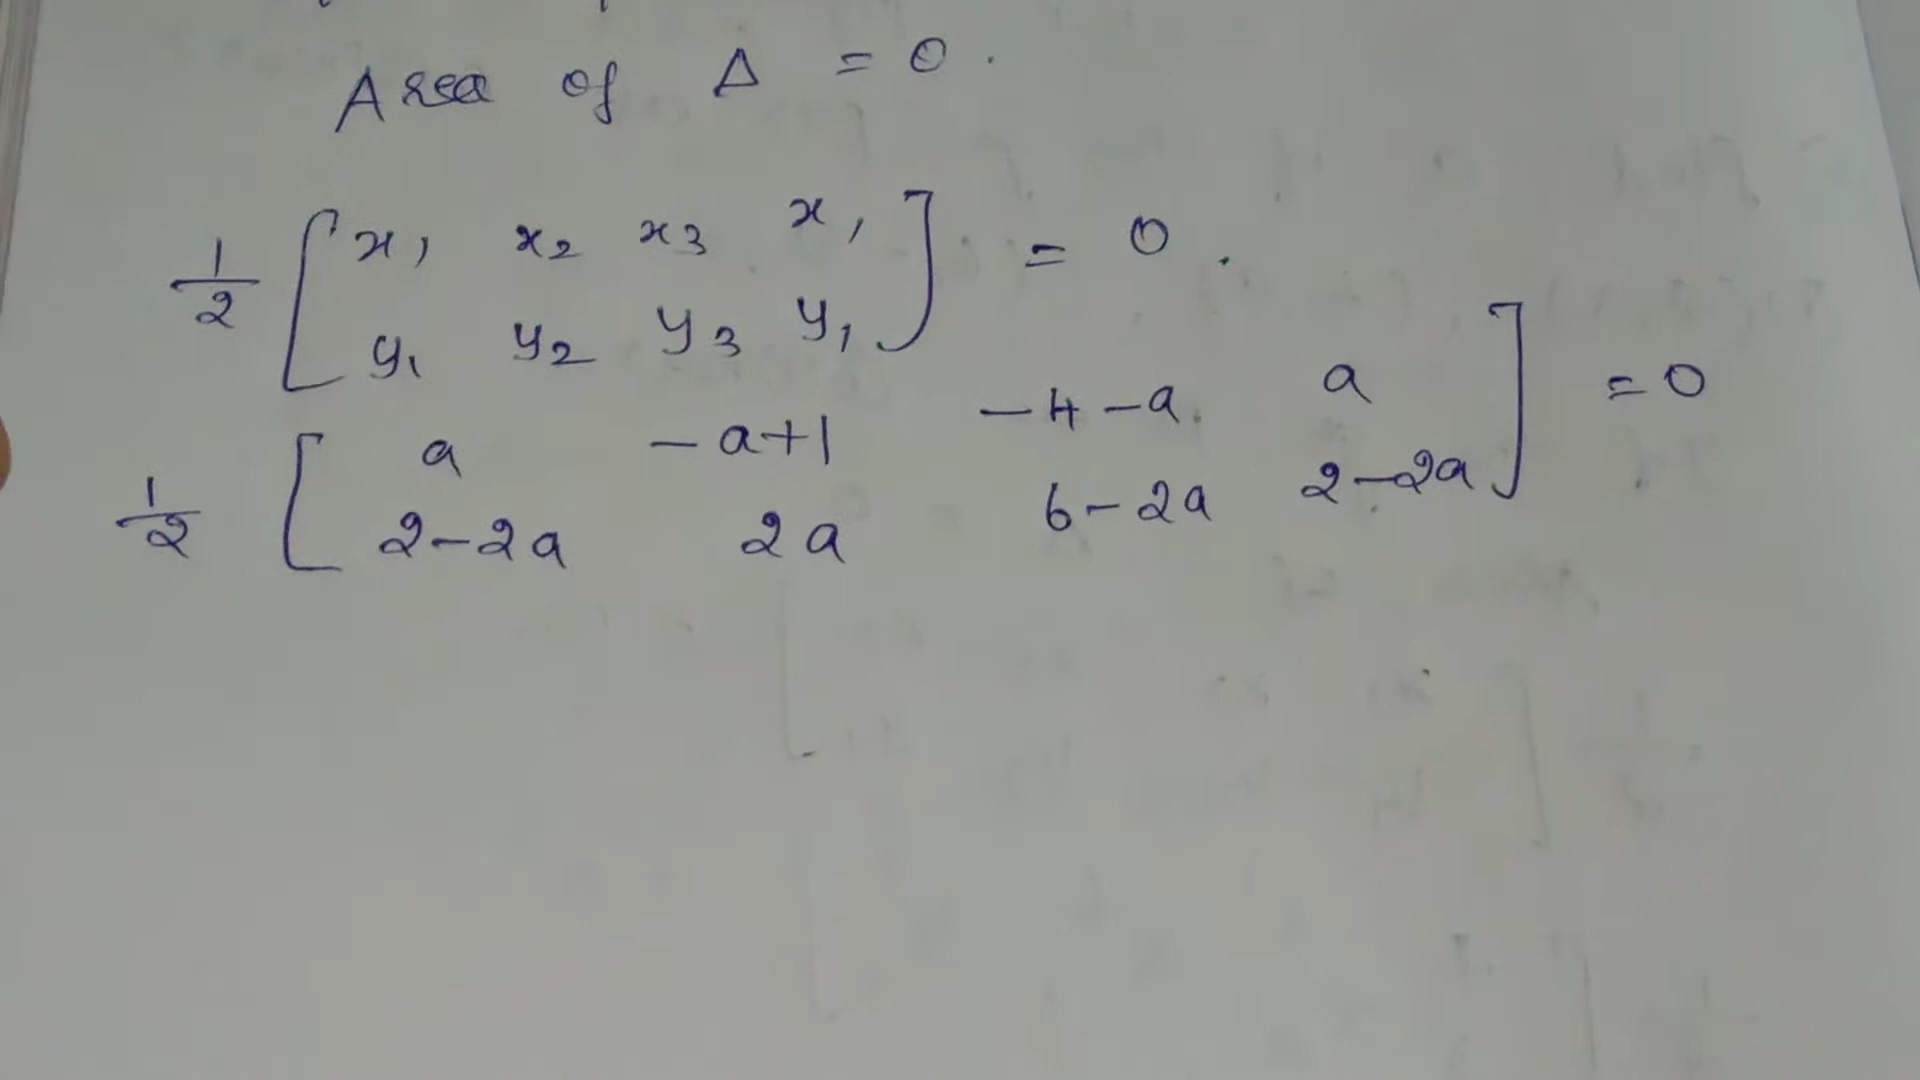 Area of Δ = 0.
1/2 [ x₁ x₂ x₃ x₁ ] = 0.
y₁ y₂ y₃ y₁
1/2 [ a -a+1 -4-a a ] = 0
2-2a 2a 6-2a 2-2a